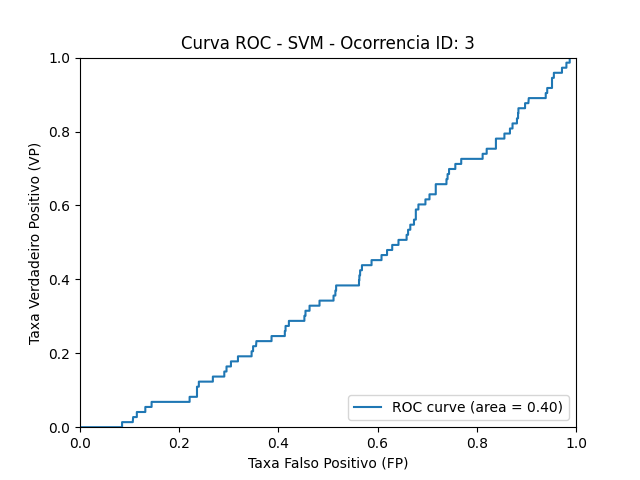 Curva ROC - SVM - Ocorrencia ID: 3
Taxa Verdadeiro Positivo (VP)
1.0
0.8
0.6
0.4
0.2
0.0
ROC curve (area = 0.40)
0.0 0.2 0.4 0.6 0.8 1.0
Taxa Falso Positivo (FP)